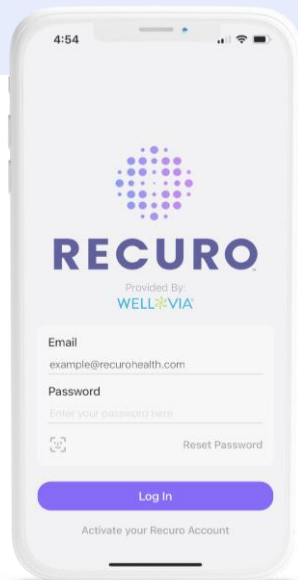 4:54
RECURO
Provided By:
WELLVIA
Email
example@recurohealth.com
Password
Enter your password here
Reset Password
Log In
Activate your Recuro Account